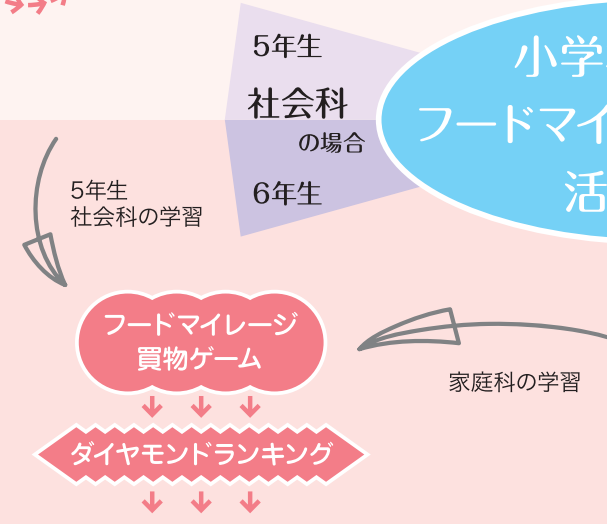 5年生
社会科
の場合
6年生
小学
フードマイ
活
5年生
社会科の学習
フードマイレージ
買物ゲーム
家庭科の学習
ダイヤモンドランキング